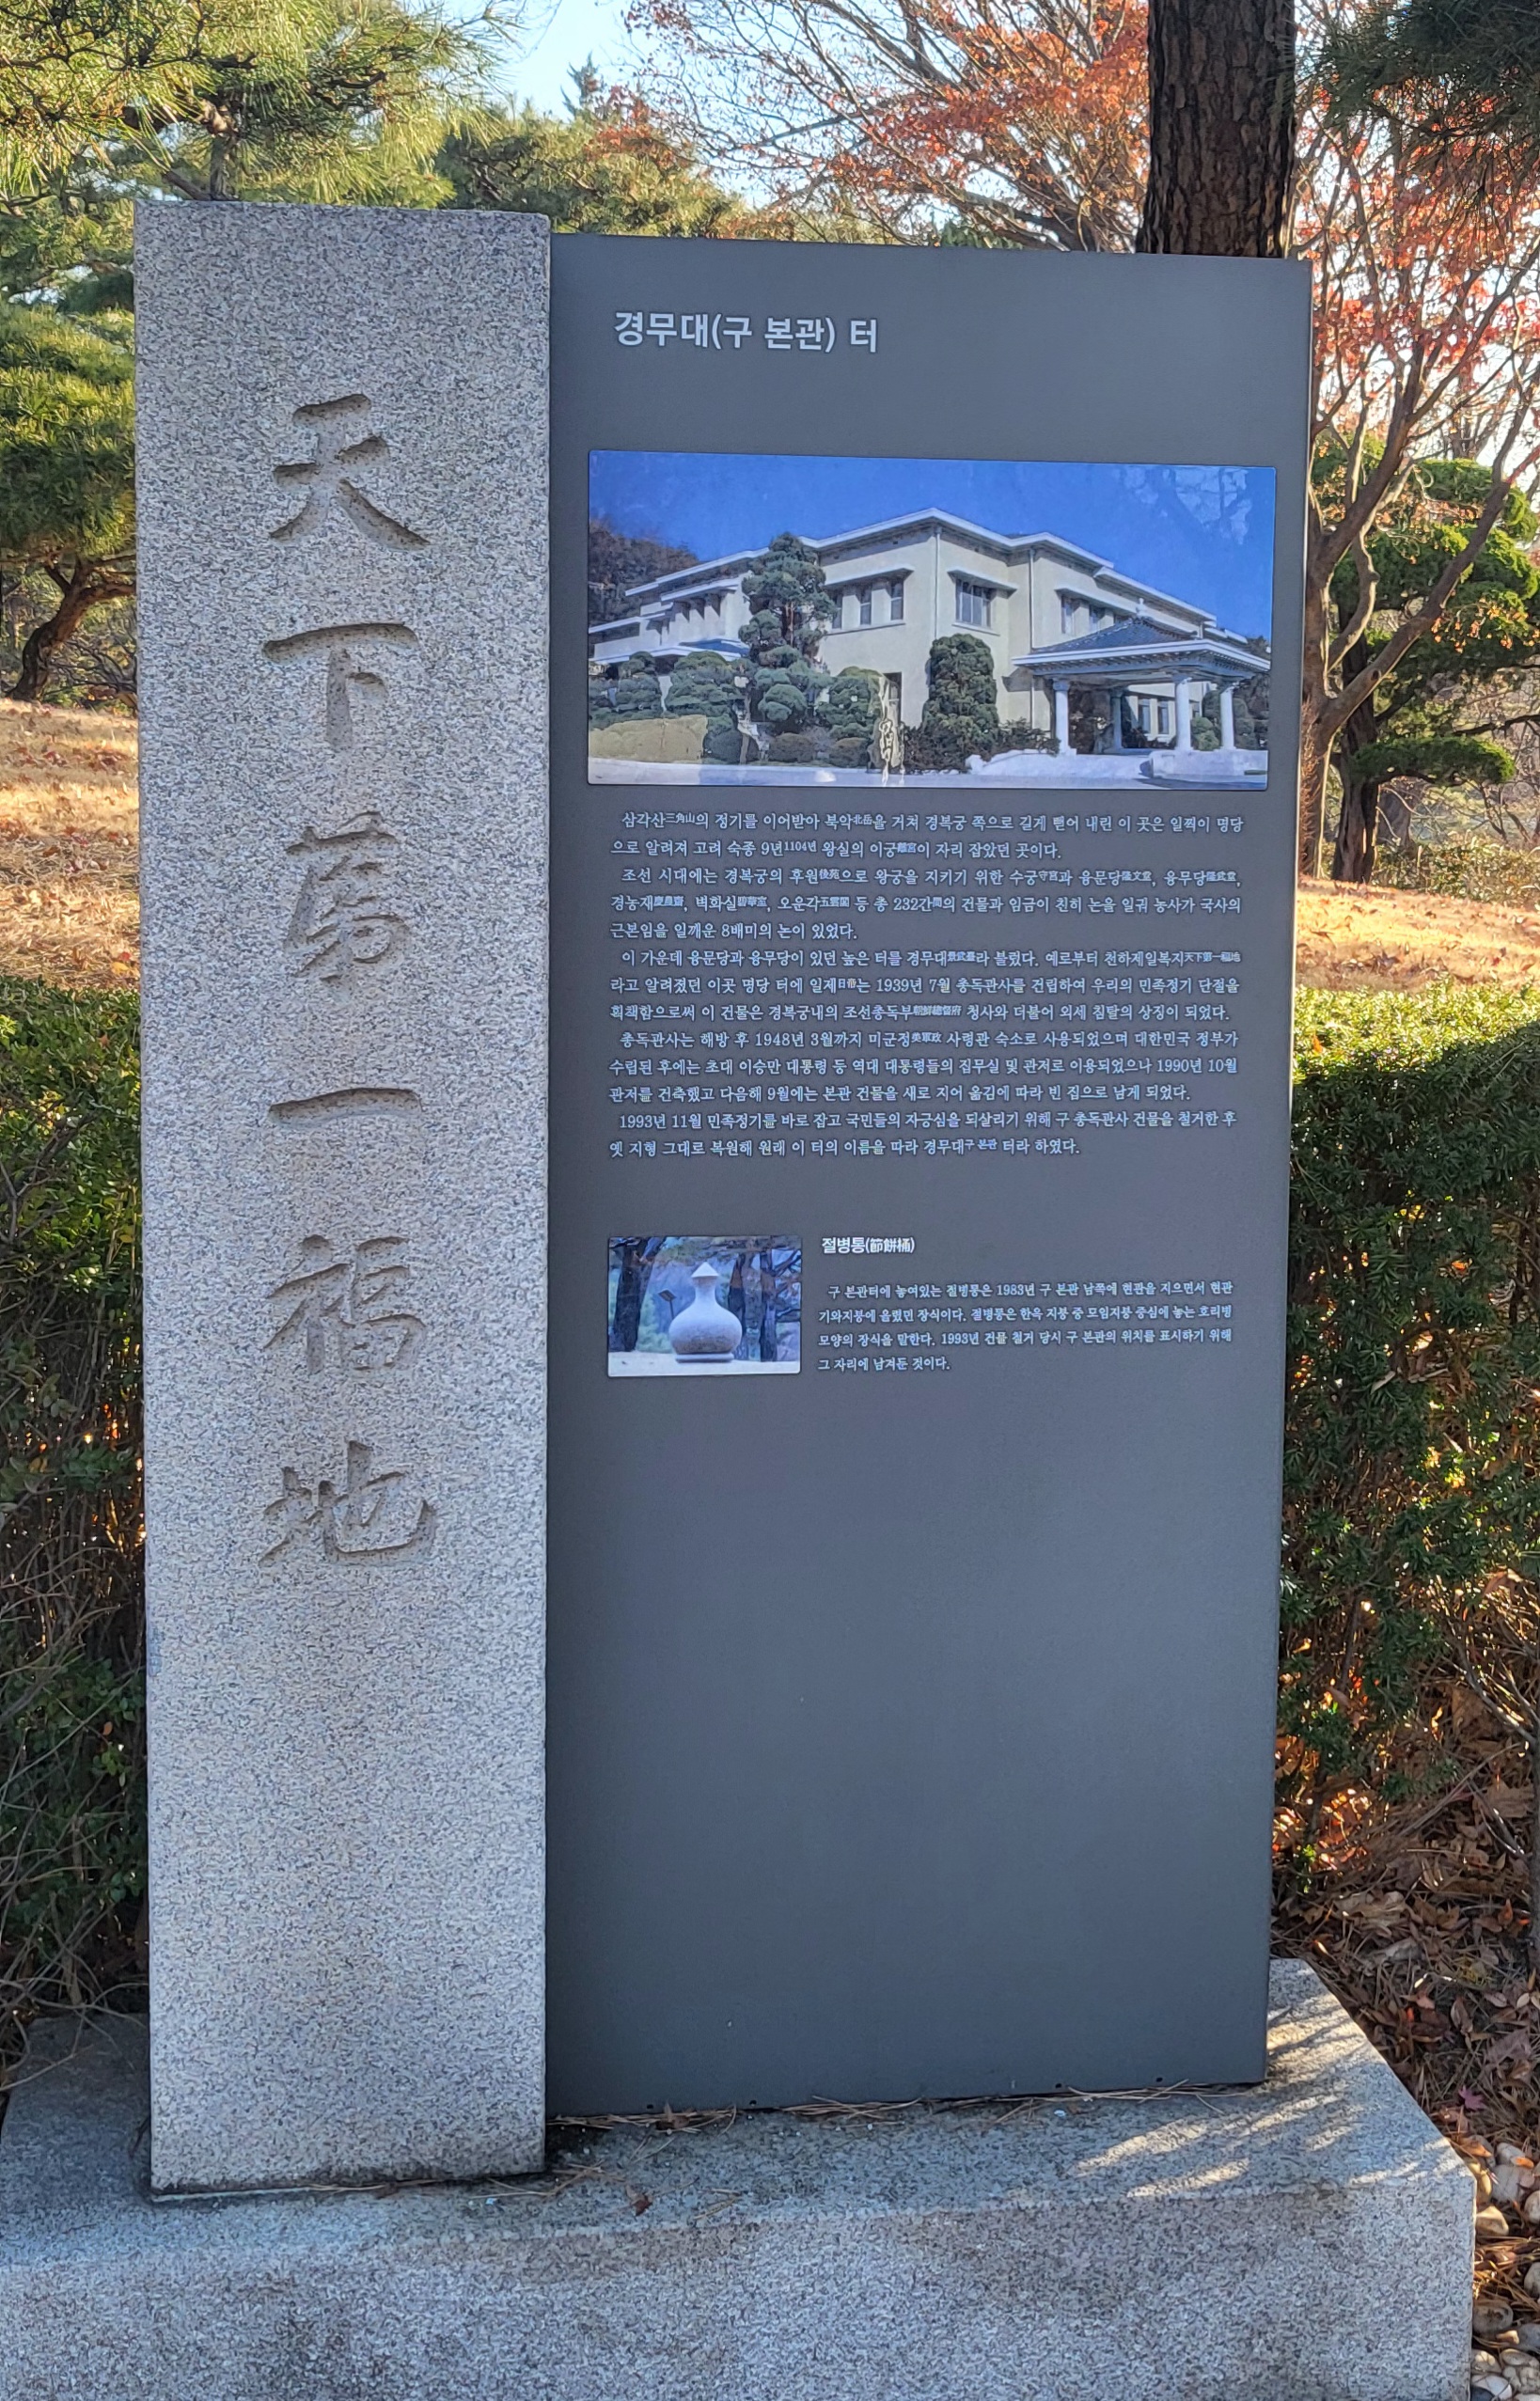 天下第一福地
경무대(구 본관) 터
삼각산三角山의 정기를 이어받아 북악北岳을 거쳐 경복궁 쪽으로 길게 뻗어 내린 이 곳은 일찍이 명당
으로 알려져 고려 숙종 9년1104년 왕실의 이궁離宮이 자리 잡았던 곳이다.
조선 시대에는 경복궁의 후원後苑으로 왕궁을 지키기 위한 수궁守宮과 융문당隆文堂, 융무당隆武堂,
경농재慶農齋, 벽화실碧華室, 오운각五雲閣 등 총 232간間의 건물과 임금이 친히 논을 일궈 농사가 국사의
근본임을 일깨운 8배미의 논이 있었다.
이 가운데 융문당과 융무당이 있던 높은 터를 경무대景武臺라 불렀다. 예로부터 천하제일복지天下第一福地
라고 알려졌던 이곳 명당 터에 일제日帝는 1939년 7월 총독관사를 건립하여 우리의 민족정기 단절을
획책함으로써 이 건물은 경복궁내의 조선총독부朝鮮總督府 청사와 더불어 외세 침탈의 상징이 되었다.
총독관사는 해방 후 1948년 3월까지 미군정美軍政 사령관 숙소로 사용되었으며 대한민국 정부가
수립된 후에는 초대 이승만 대통령 등 역대 대통령들의 집무실 및 관저로 이용되었으나 1990년 10월
관저를 건축했고 다음해 9월에는 본관 건물을 새로 지어 옮김에 따라 빈 집으로 남게 되었다.
1993년 11월 민족정기를 바로 잡고 국민들의 자긍심을 되살리기 위해 구 총독관사 건물을 철거한 후
옛 지형 그대로 복원해 원래 이 터의 이름을 따라 경무대구 본관 터라 하였다.
절병통(節餠桶)
구 본관터에 놓여있는 절병통은 1983년 구 본관 남쪽에 현관을 지으면서 현관
기와지붕에 올렸던 장식이다. 절병통은 한옥 지붕 중 모임지붕 중심에 놓는 호리병
모양의 장식을 말한다. 1993년 건물 철거 당시 구 본관의 위치를 표시하기 위해
그 자리에 남겨둔 것이다.